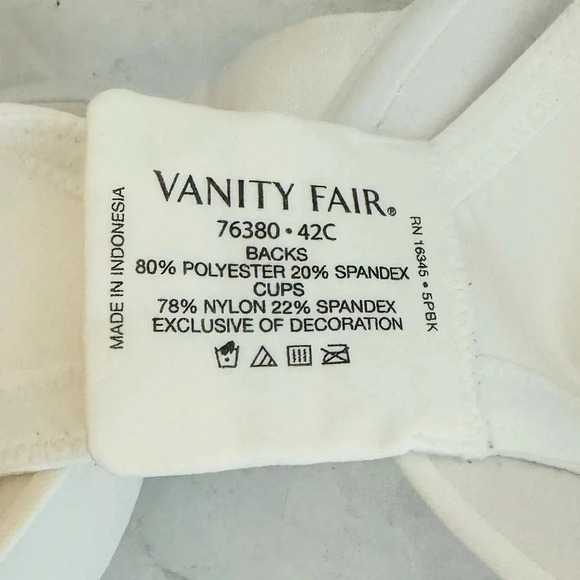 VANITY FAIR®
76380 • 42C
BACKS
80% POLYESTER 20% SPANDEX
CUPS
78% NYLON 22% SPANDEX
EXCLUSIVE OF DECORATION
MADE IN INDONESIA
RN 16345 • 5PBK